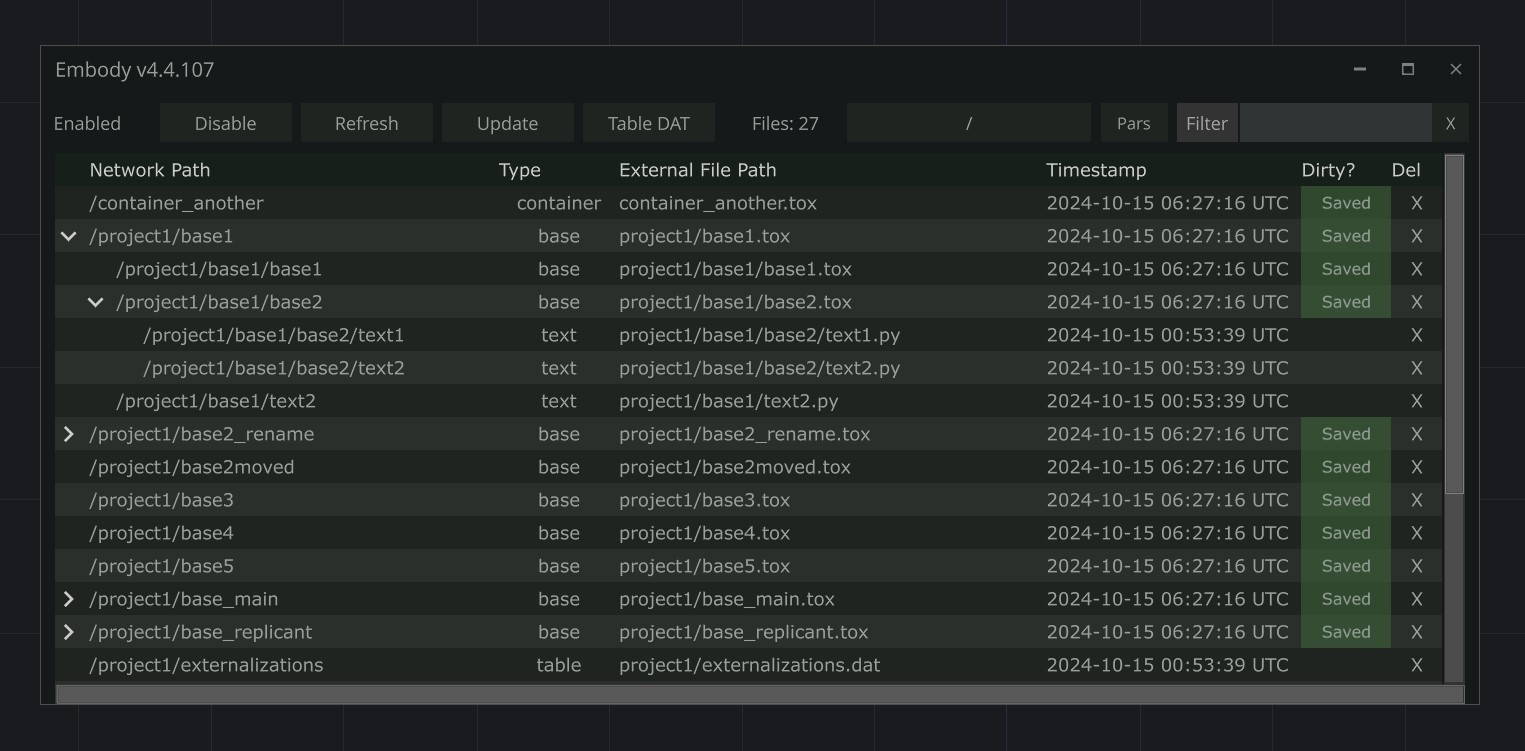 Embody v4.4.107
Enabled Disable Refresh Update Table DAT Files: 27 / Pars Filter X
Network Path Type External File Path Timestamp Dirty? Del
/container_another container container_another.tox 2024-10-15 06:27:16 UTC Saved X
/project1/base1 base project1/base1.tox 2024-10-15 06:27:16 UTC Saved X
/project1/base1/base1 base project1/base1/base1.tox 2024-10-15 06:27:16 UTC Saved X
/project1/base1/base2 base project1/base1/base2.tox 2024-10-15 06:27:16 UTC Saved X
/project1/base1/base2/text1 text project1/base1/base2/text1.py 2024-10-15 00:53:39 UTC X
/project1/base1/base2/text2 text project1/base1/base2/text2.py 2024-10-15 00:53:39 UTC X
/project1/base1/text2 text project1/base1/text2.py 2024-10-15 00:53:39 UTC X
/project1/base2_rename base project1/base2_rename.tox 2024-10-15 06:27:16 UTC Saved X
/project1/base2moved base project1/base2moved.tox 2024-10-15 06:27:16 UTC Saved X
/project1/base3 base project1/base3.tox 2024-10-15 06:27:16 UTC Saved X
/project1/base4 base project1/base4.tox 2024-10-15 06:27:16 UTC Saved X
/project1/base5 base project1/base5.tox 2024-10-15 06:27:16 UTC Saved X
/project1/base_main base project1/base_main.tox 2024-10-15 06:27:16 UTC Saved X
/project1/base_replicant base project1/base_replicant.tox 2024-10-15 06:27:16 UTC Saved X
/project1/externalizations table project1/externalizations.dat 2024-10-15 00:53:39 UTC X